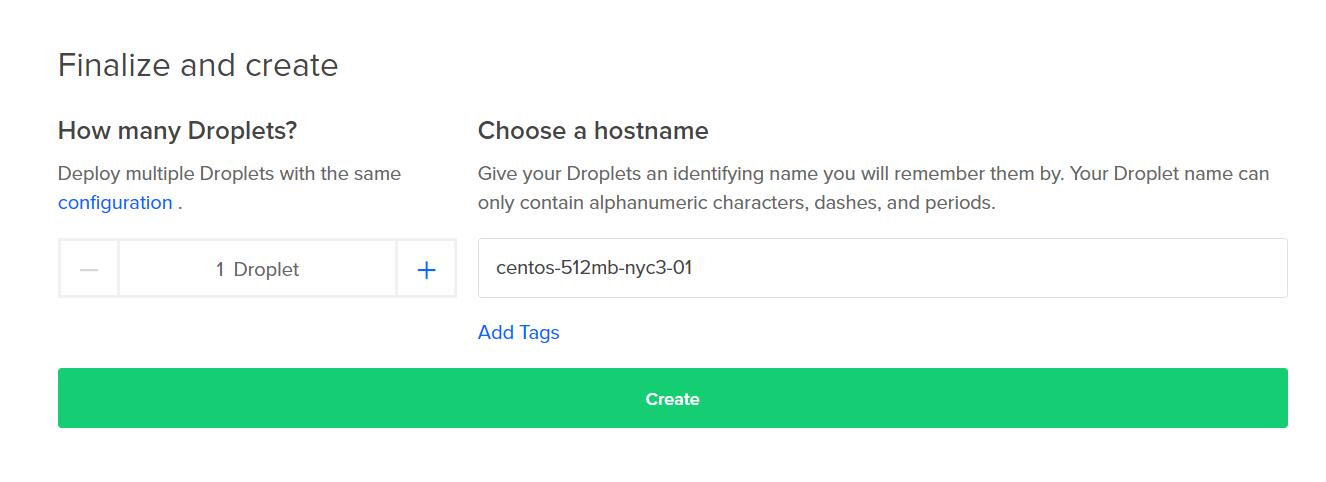 Finalize and create
How many Droplets?
Deploy multiple Droplets with the same
configuration .
1 Droplet
Choose a hostname
Give your Droplets an identifying name you will remember them by. Your Droplet name can
only contain alphanumeric characters, dashes, and periods.
centos-512mb-nyc3-01
Add Tags
Create